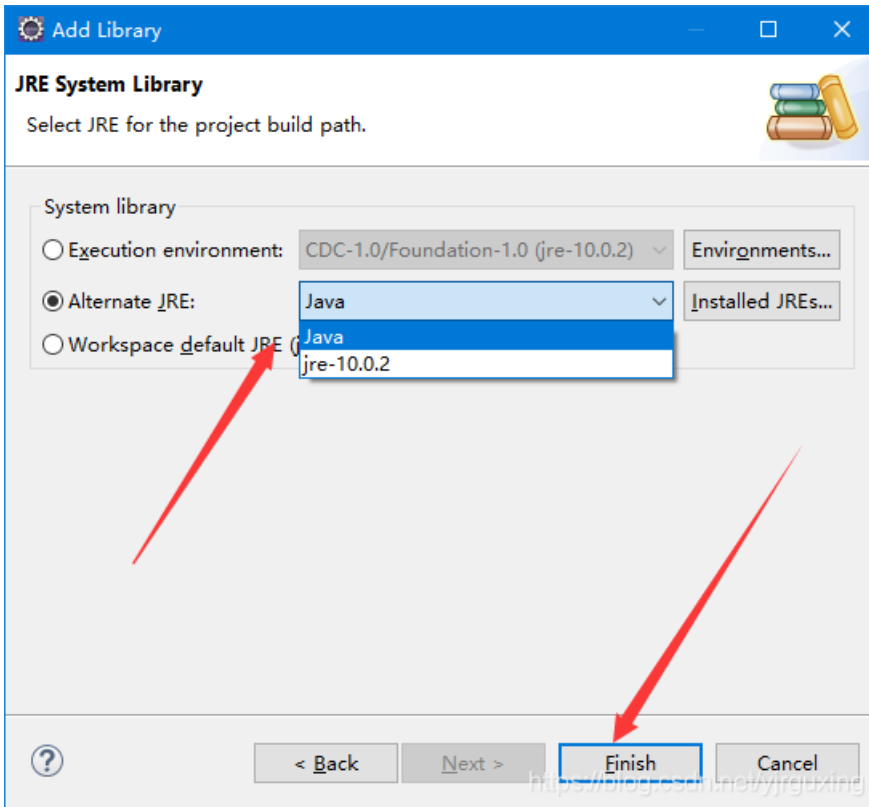 Add Library
JRE System Library
Select JRE for the project build path.
System library
Execution environment: CDC-1.0/Foundation-1.0 (jre-10.0.2) Environments...
Alternate JRE: Java Installed JREs...
Java
Workspace default JRE (j
jre-10.0.2
< Back Next > Finish Cancel
https://blog.csdn.net/yjrguxing